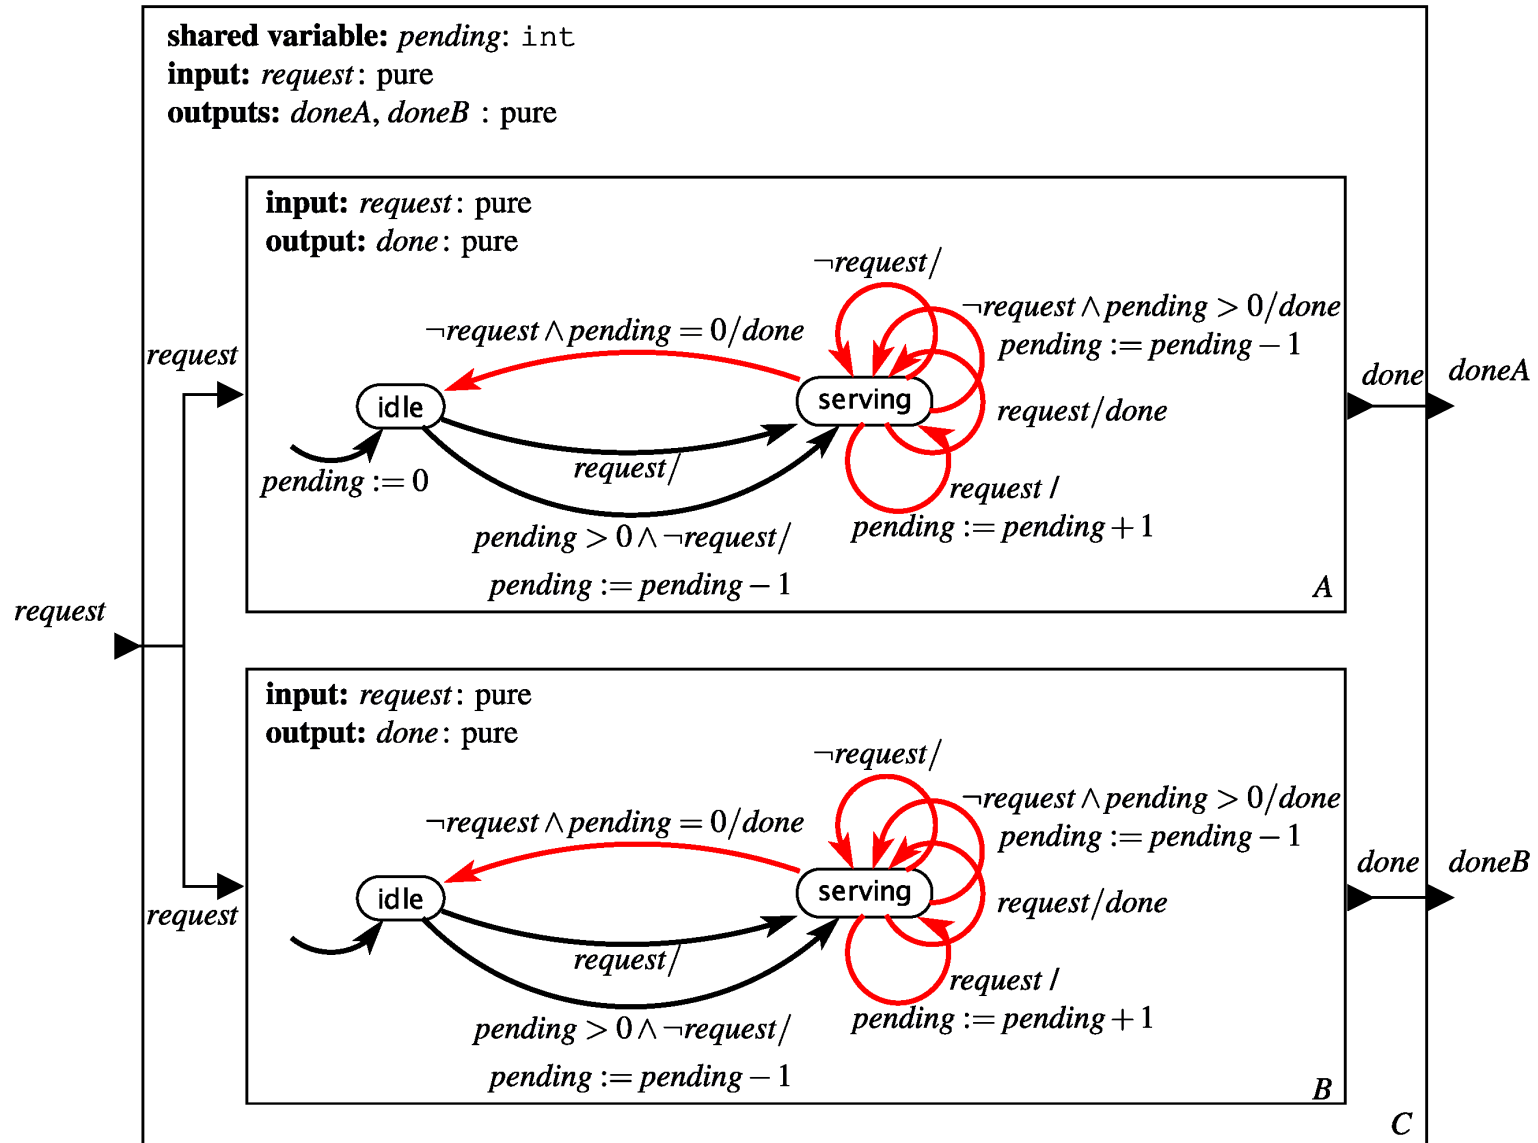 shared variable: pending: int
input: request: pure
outputs: doneA, doneB : pure
input: request: pure
output: done: pure
¬request/
¬request ∧ pending > 0/done
pending := pending − 1
¬request ∧ pending = 0/done
request
done
doneA
idle
serving
request/done
pending := 0
request/
request /
pending := pending + 1
pending > 0 ∧ ¬request/
pending := pending − 1
A
request
input: request: pure
output: done: pure
¬request/
¬request ∧ pending > 0/done
pending := pending − 1
¬request ∧ pending = 0/done
done
doneB
idle
serving
request/done
request
request/
request /
pending := pending + 1
pending > 0 ∧ ¬request/
pending := pending − 1
B
C